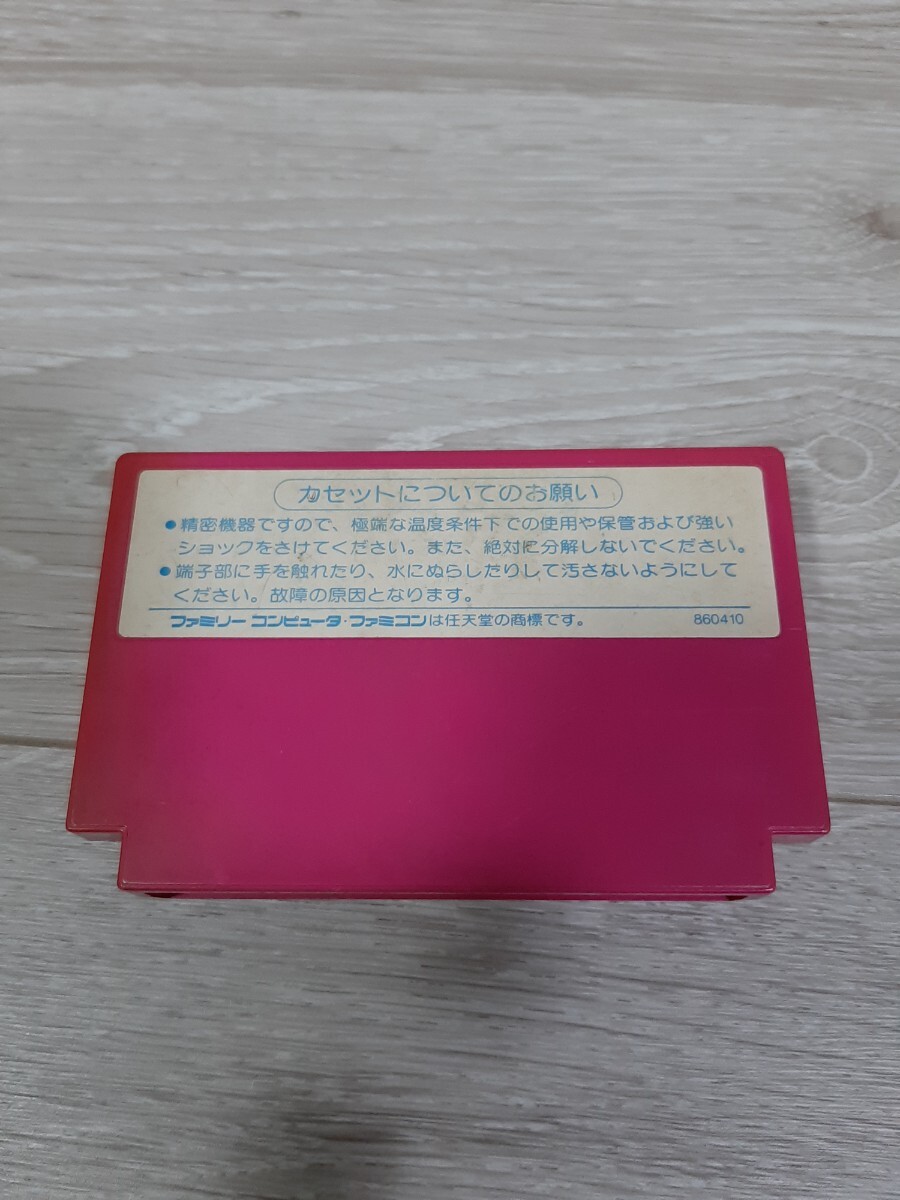 カセットについてのお願い
●精密機器ですので、極端な温度条件下での使用や保管および強い
ショックをさけてください。また、絶対に分解しないでください。
●端子部に手を触れたり、水にぬらしたりして汚さないようにして
ください。故障の原因となります。
ファミリー コンピュータ・ファミコンは任天堂の商標です。 860410